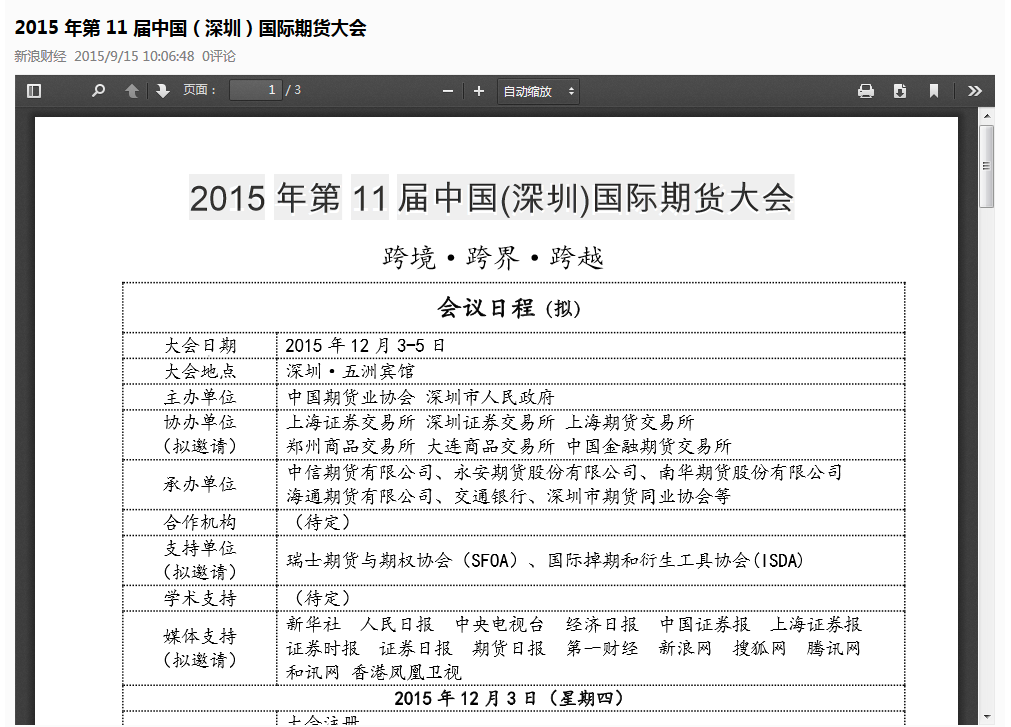 2015 年第 11 届中国（深圳）国际期货大会
新浪财经 2015/9/15 10:06:48 0评论
页面： 1 / 3 自动缩放
2015 年第 11 届中国(深圳)国际期货大会
跨境·跨界·跨越
会议日程（拟）
大会日期 2015 年 12 月 3-5 日
大会地点 深圳·五洲宾馆
主办单位 中国期货业协会 深圳市人民政府
协办单位 上海证券交易所 深圳证券交易所 上海期货交易所
（拟邀请） 郑州商品交易所 大连商品交易所 中国金融期货交易所
承办单位 中信期货有限公司、永安期货股份有限公司、南华期货股份有限公司
海通期货有限公司、交通银行、深圳市期货同业协会等
合作机构 （待定）
支持单位
（拟邀请） 瑞士期货与期权协会（SFOA）、国际掉期和衍生工具协会(ISDA)
学术支持 （待定）
媒体支持 新华社 人民日报 中央电视台 经济日报 中国证券报 上海证券报
（拟邀请） 证券时报 证券日报 期货日报 第一财经 新浪网 搜狐网 腾讯网
和讯网 香港凤凰卫视
2015 年 12 月 3 日（星期四）
大会注册